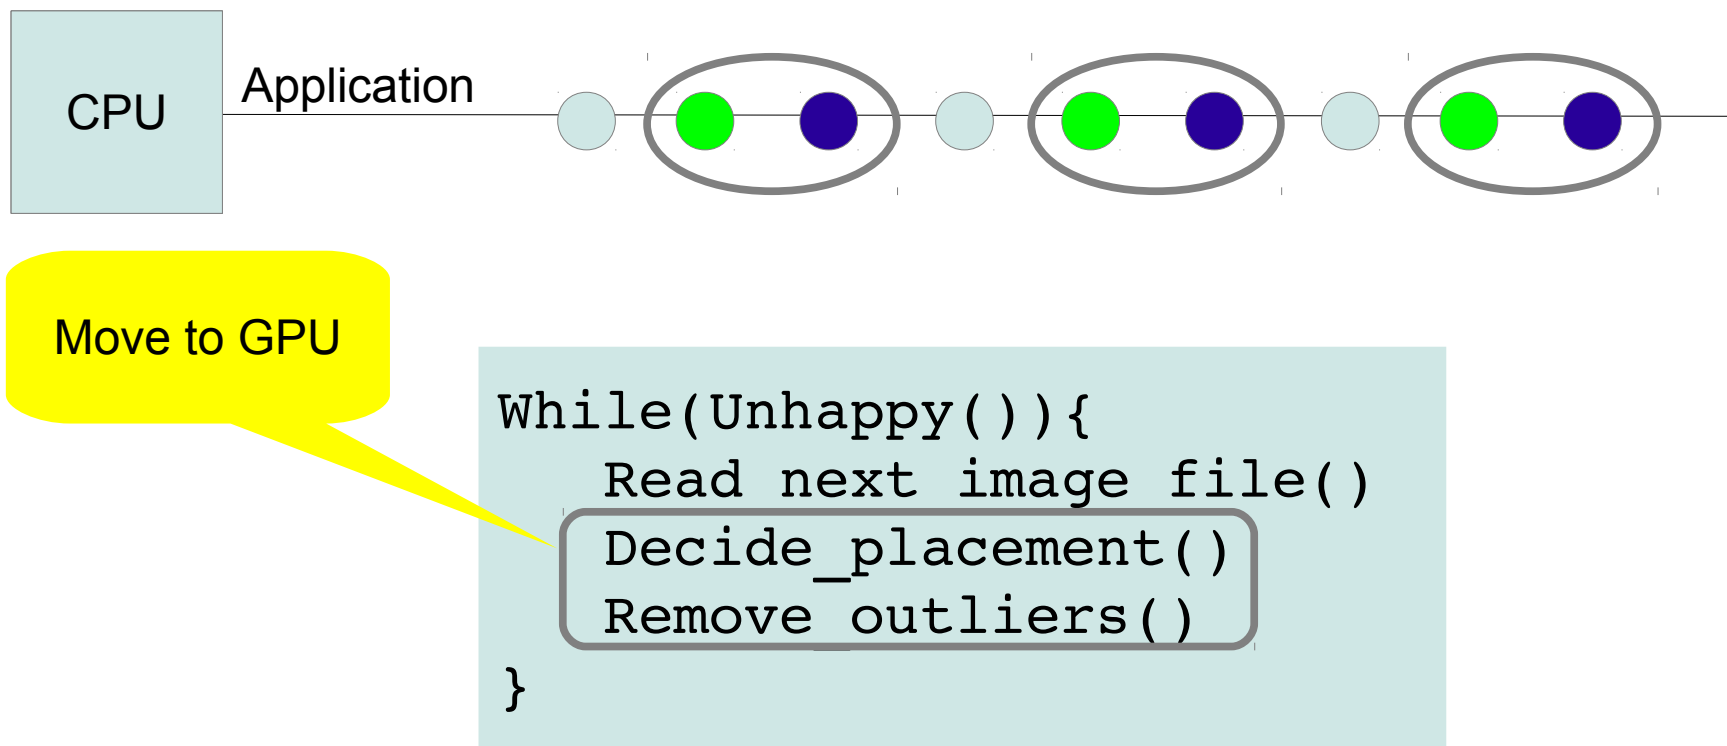 CPU
Application
Move to GPU
While(Unhappy()){
Read next image file()
Decide_placement()
Remove_outliers()
}